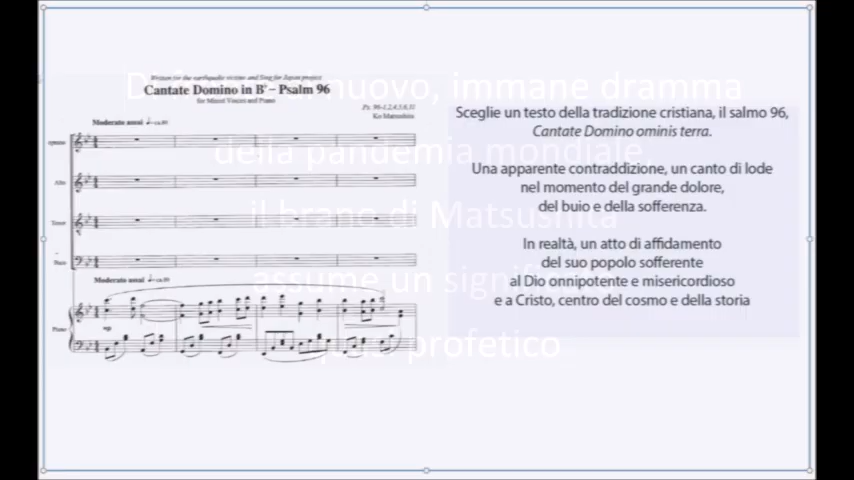 Written for the earthquake victims and Sing for Japan project
Cantate Domino in B♭ – Psalm 96
for Mixed Voices and Piano
Ps. 96-1,2,4,5,6,11
Ko Matsushita
Moderato assai
Alto
Tenor
Bass
Moderato assai
Piano
mp
Sceglie un testo della tradizione cristiana, il salmo 96,
Cantate Domino ominis terra.
Una apparente contraddizione, un canto di lode
nel momento del grande dolore,
del buio e della sofferenza.
In realtà, un atto di affidamento
del suo popolo sofferente
al Dio onnipotente e misericordioso
e a Cristo, centro del cosmo e della storia
nuovo, immane dramma
della pandemia mondiale,
il brano di Matsushita
assume un
profetico